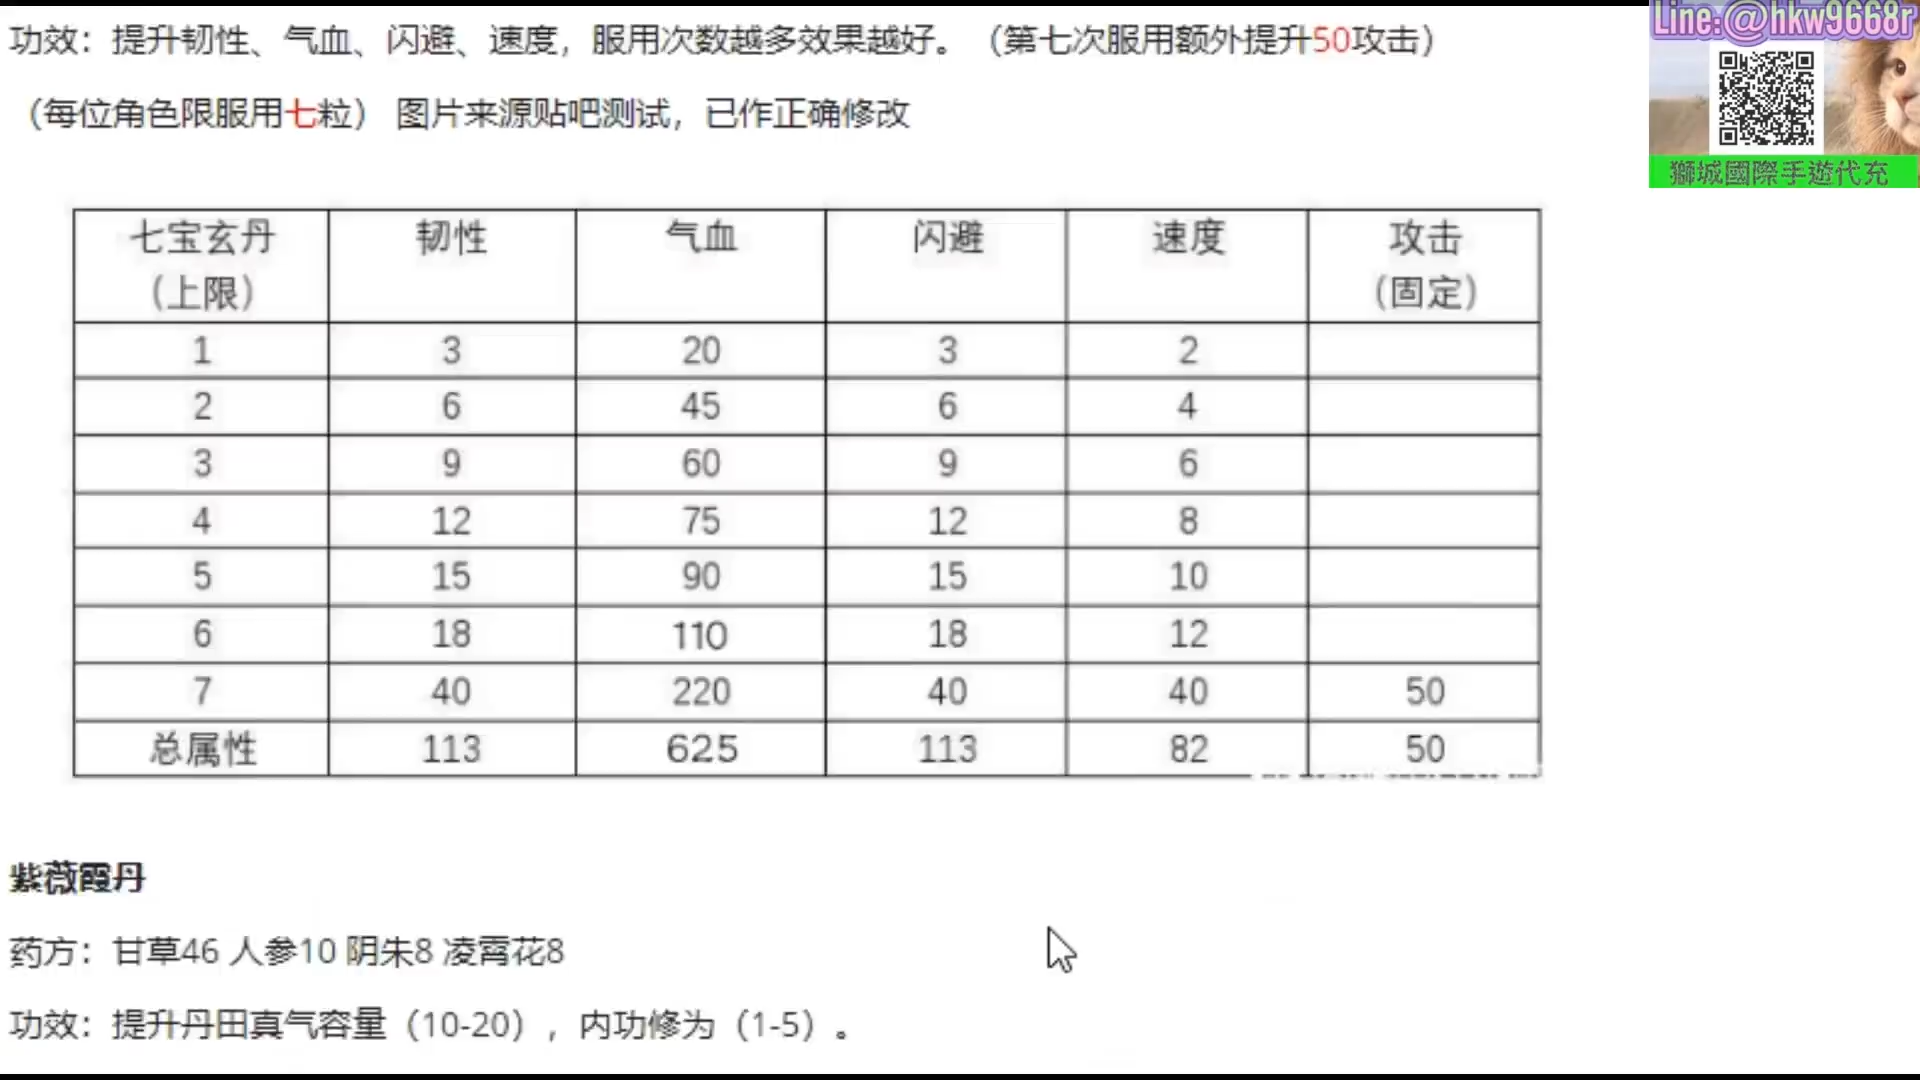 功效：提升韧性、气血、闪避、速度，服用次数越多效果越好。（第七次服用额外提升50攻击）
（每位角色限服用七粒） 图片来源贴吧测试，已作正确修改
Line:@hkw9668r
獅城國際手遊代充
七宝玄丹（上限） 韧性 气血 闪避 速度 攻击（固定）
1 3 20 3 2
2 6 45 6 4
3 9 60 9 6
4 12 75 12 8
5 15 90 15 10
6 18 110 18 12
7 40 220 40 40 50
总属性 113 625 113 82 50
紫薇霞丹
药方：甘草46 人参10 阴朱8 凌霄花8
功效：提升丹田真气容量（10-20），内功修为（1-5）。